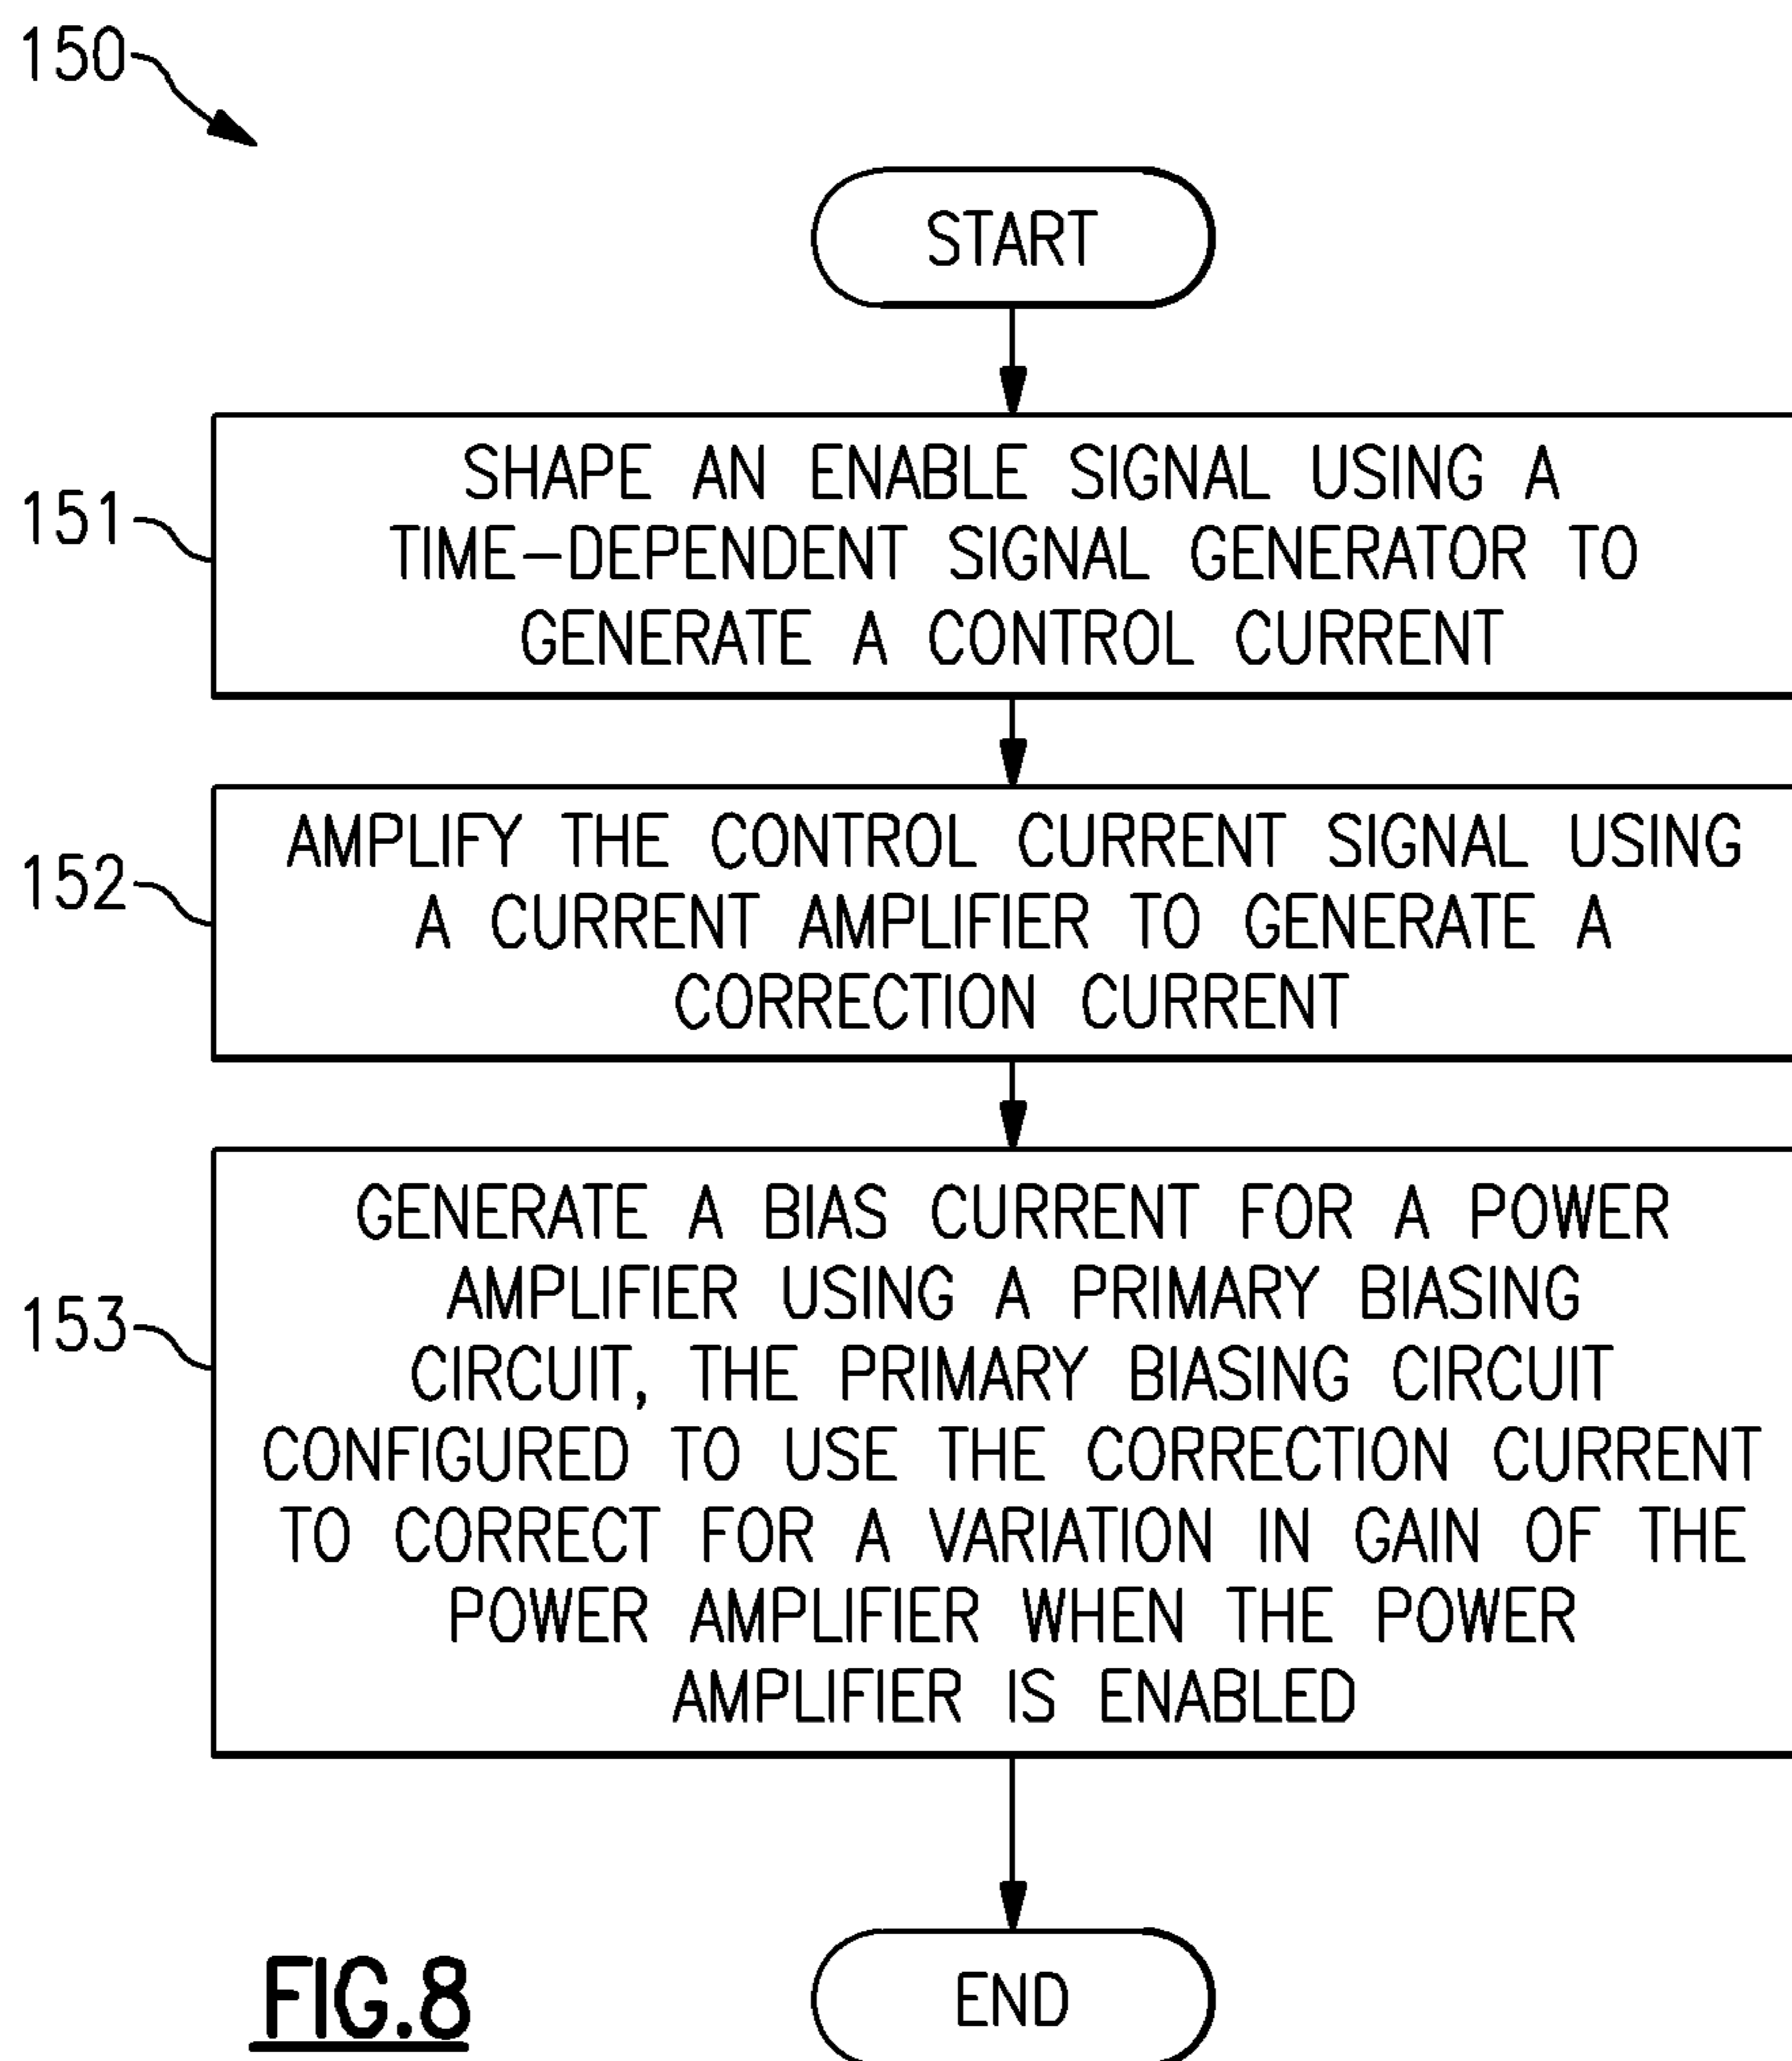 150
START
151
SHAPE AN ENABLE SIGNAL USING A
TIME-DEPENDENT SIGNAL GENERATOR TO
GENERATE A CONTROL CURRENT
152
AMPLIFY THE CONTROL CURRENT SIGNAL USING
A CURRENT AMPLIFIER TO GENERATE A
CORRECTION CURRENT
153
GENERATE A BIAS CURRENT FOR A POWER
AMPLIFIER USING A PRIMARY BIASING
CIRCUIT, THE PRIMARY BIASING CIRCUIT
CONFIGURED TO USE THE CORRECTION CURRENT
TO CORRECT FOR A VARIATION IN GAIN OF THE
POWER AMPLIFIER WHEN THE POWER
AMPLIFIER IS ENABLED
END
FIG.8